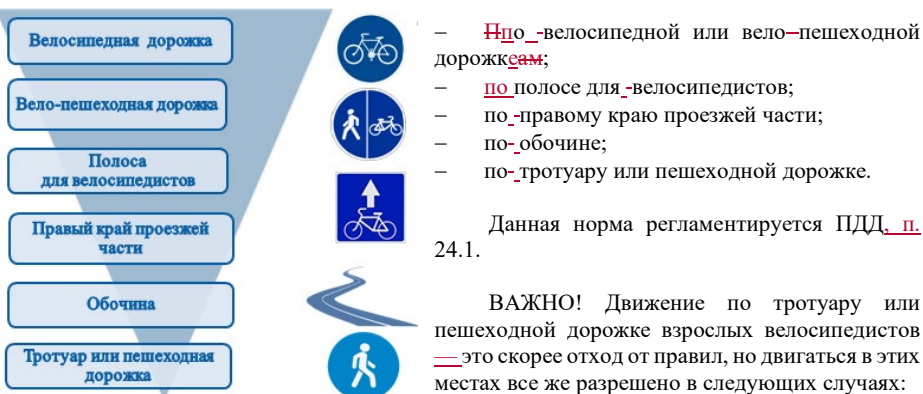 Велосипедная дорожка
Вело-пешеходная дорожка
Полоса
для велосипедистов
Правый край проезжей
части
Обочина
Тротуар или пешеходная
дорожка
– Ппо -велосипедной или вело–пешеходной
дорожкеам;
– по полосе для -велосипедистов;
– по -правому краю проезжей части;
– по- обочине;
– по- тротуару или пешеходной дорожке.
Данная норма регламентируется ПДД, п.
24.1.
ВАЖНО! Движение по тротуару или
пешеходной дорожке взрослых велосипедистов
— это скорее отход от правил, но двигаться в этих
местах все же разрешено в следующих случаях: